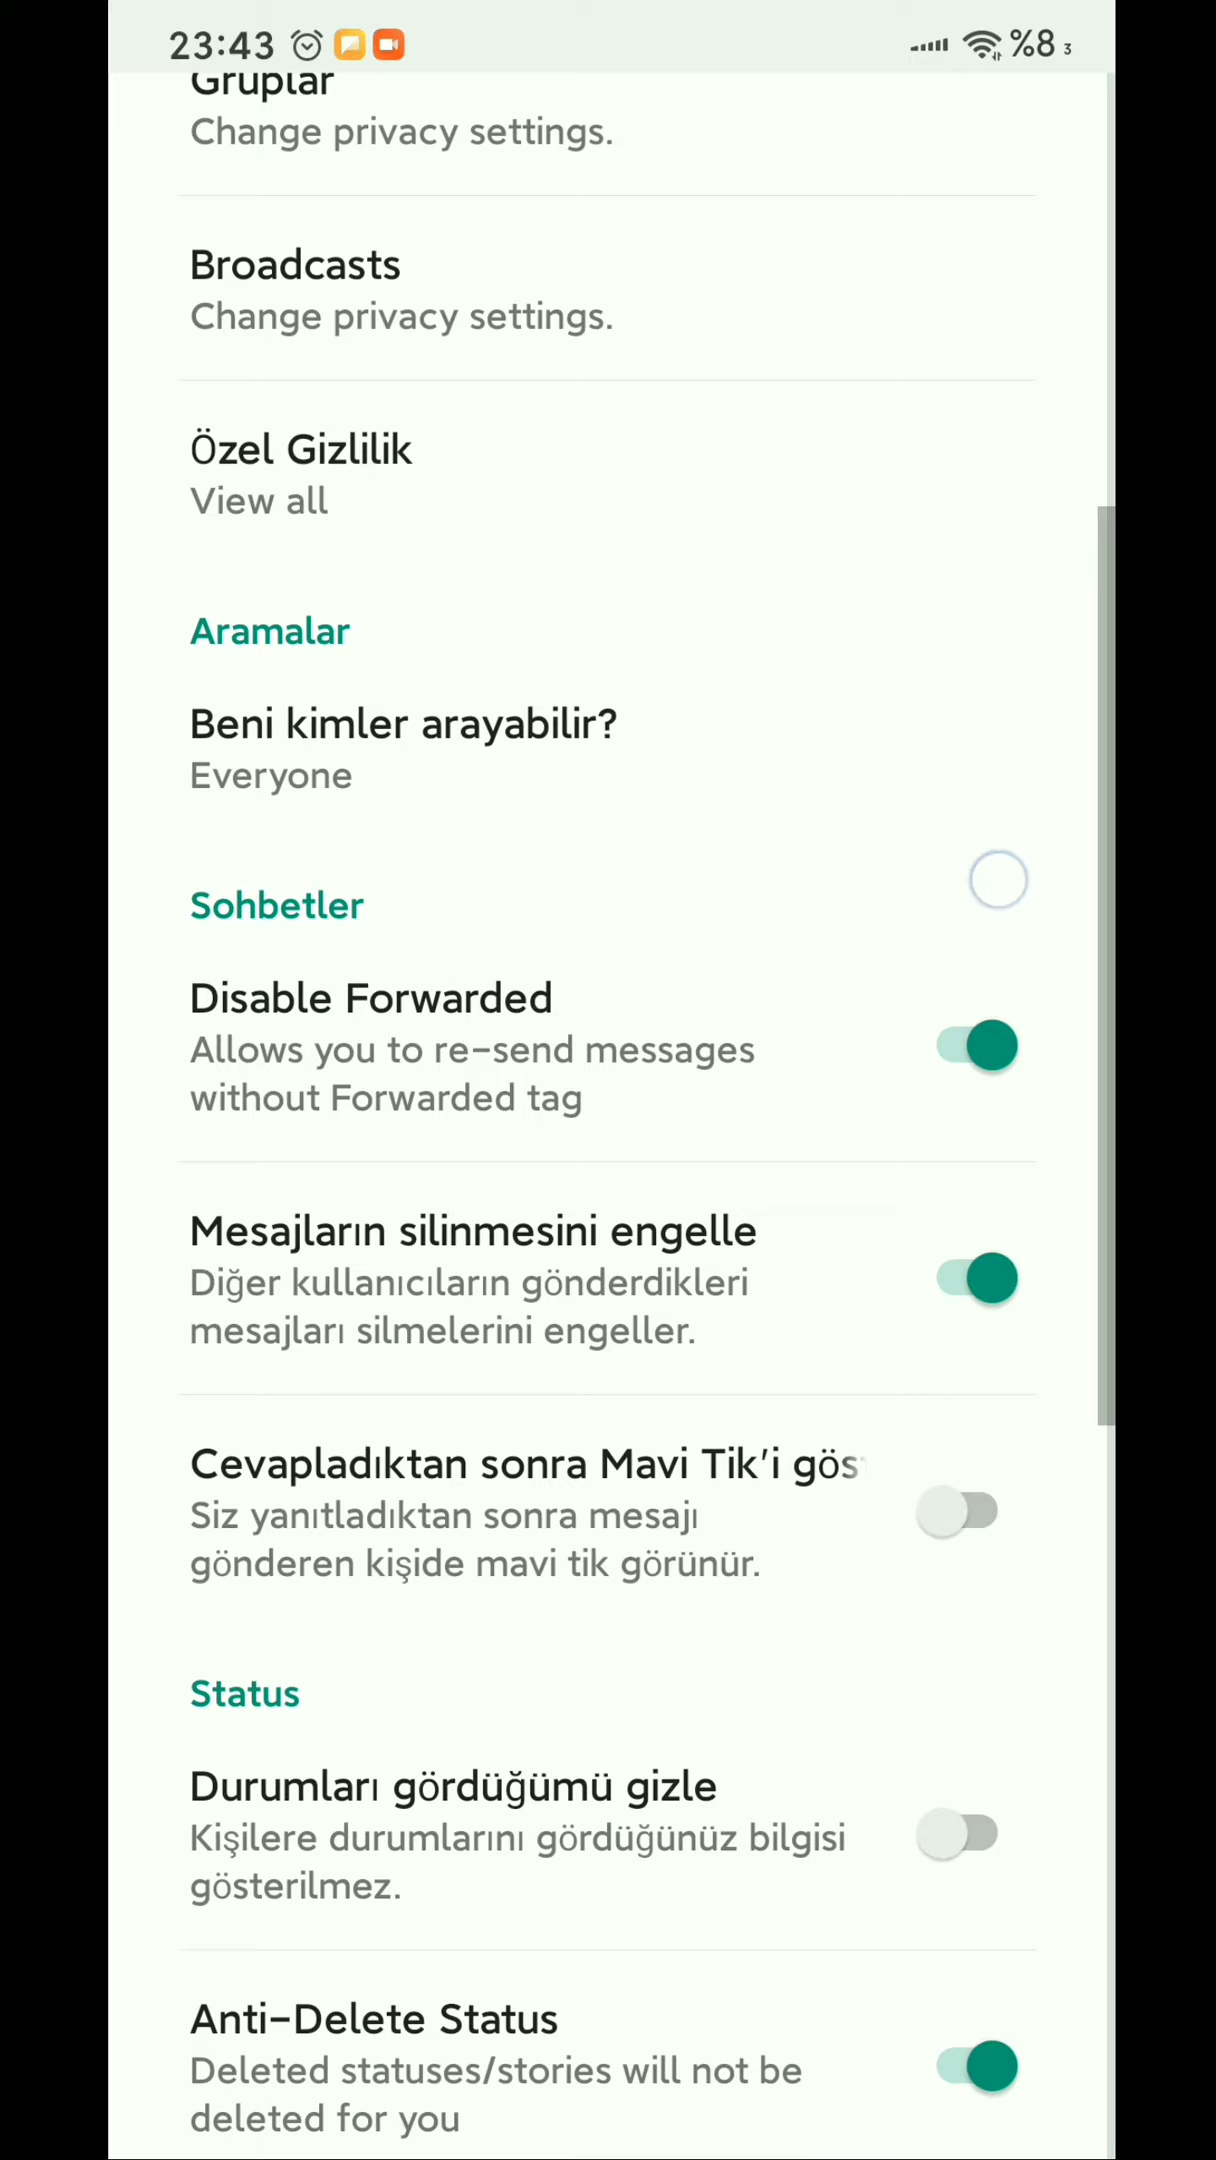 23:43 %8 3
Gruplar
Change privacy settings.
Broadcasts
Change privacy settings.
Özel Gizlilik
View all
Aramalar
Beni kimler arayabilir?
Everyone
Sohbetler
Disable Forwarded
Allows you to re-send messages
without Forwarded tag
Mesajların silinmesini engelle
Diğer kullanıcıların gönderdikleri
mesajları silmelerini engeller.
Cevapladıktan sonra Mavi Tik'i gös
Siz yanıtladıktan sonra mesajı
gönderen kişide mavi tik görünür.
Status
Durumları gördüğümü gizle
Kişilere durumlarını gördüğünüz bilgisi
gösterilmez.
Anti-Delete Status
Deleted statuses/stories will not be
deleted for you